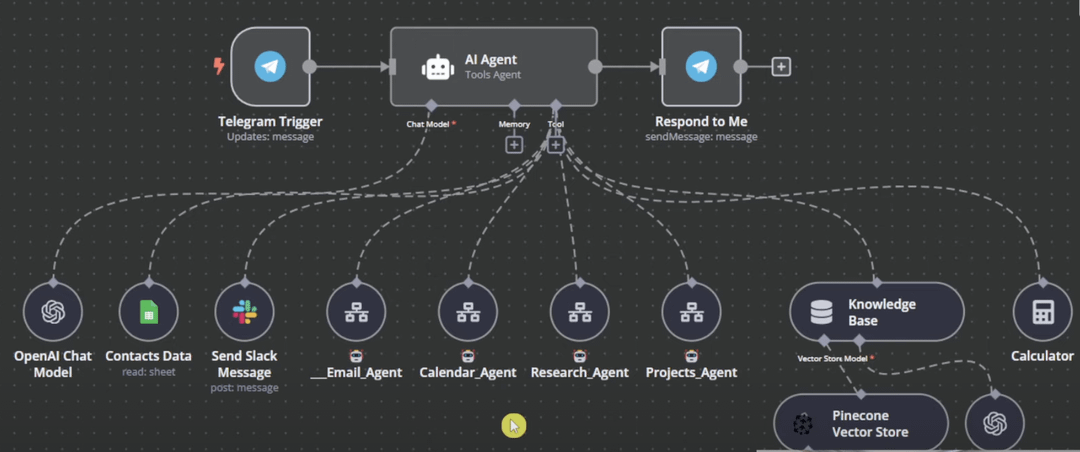 AI Agent
Tools Agent
Telegram Trigger
Updates: message
Chat Model *
Memory
Tool
Respond to Me
sendMessage: message
OpenAI Chat
Model
Contacts Data
read: sheet
Send Slack
Message
post: message
___Email_Agent
Calendar_Agent
Research_Agent
Projects_Agent
Knowledge
Base
Vector Store
Model *
Calculator
Pinecone
Vector Store